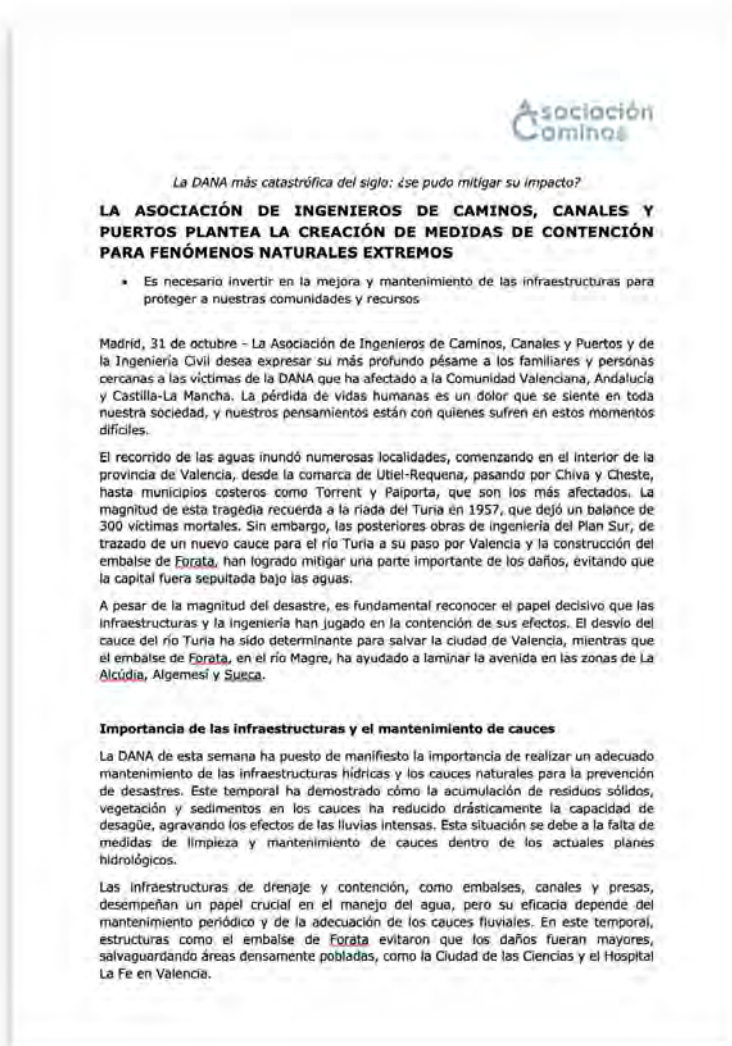 Asociación
Caminos
La DANA más catastrófica del siglo: ¿se pudo mitigar su impacto?
LA ASOCIACIÓN DE INGENIEROS DE CAMINOS, CANALES Y
PUERTOS PLANTEA LA CREACIÓN DE MEDIDAS DE CONTENCIÓN
PARA FENÓMENOS NATURALES EXTREMOS
• Es necesario invertir en la mejora y mantenimiento de las infraestructuras para
proteger a nuestras comunidades y recursos
Madrid, 31 de octubre – La Asociación de Ingenieros de Caminos, Canales y Puertos y de
la Ingeniería Civil desea expresar su más profundo pésame a los familiares y personas
cercanas a las víctimas de la DANA que ha afectado a la Comunidad Valenciana, Andalucía
y Castilla-La Mancha. La pérdida de vidas humanas es un dolor que se siente en toda
nuestra sociedad, y nuestros pensamientos están con quienes sufren en estos momentos
difíciles.
El recorrido de las aguas inundó numerosas localidades, comenzando en el interior de la
provincia de Valencia, desde la comarca de Utiel-Requena, pasando por Chiva y Cheste,
hasta municipios costeros como Torrent y Paiporta, que son los más afectados. La
magnitud de esta tragedia recuerda a la riada del Turia en 1957, que dejó un balance de
300 víctimas mortales. Sin embargo, las posteriores obras de ingeniería del Plan Sur, de
trazado de un nuevo cauce para el río Turia a su paso por Valencia y la construcción del
embalse de Forata, han logrado mitigar una parte importante de los daños, evitando que
la capital fuera sepultada bajo las aguas.
A pesar de la magnitud del desastre, es fundamental reconocer el papel decisivo que las
infraestructuras y la ingeniería han jugado en la contención de sus efectos. El desvío del
cauce del río Turia ha sido determinante para salvar la ciudad de Valencia, mientras que
el embalse de Forata, en el río Magre, ha ayudado a laminar la avenida en las zonas de La
Alcúdia, Algemesí y Sueca.
Importancia de las infraestructuras y el mantenimiento de cauces
La DANA de esta semana ha puesto de manifiesto la importancia de realizar un adecuado
mantenimiento de las infraestructuras hídricas y los cauces naturales para la prevención
de desastres. Este temporal ha demostrado cómo la acumulación de residuos sólidos,
vegetación y sedimentos en los cauces ha reducido drásticamente la capacidad de
desagüe, agravando los efectos de las lluvias intensas. Esta situación se debe a la falta de
medidas de limpieza y mantenimiento de cauces dentro de los actuales planes
hidrológicos.
Las infraestructuras de drenaje y contención, como embalses, canales y presas,
desempeñan un papel crucial en el manejo del agua, pero su eficacia depende del
mantenimiento periódico y de la adecuación de los cauces fluviales. En este temporal,
estructuras como el embalse de Forata evitaron que los daños fueran mayores,
salvaguardando áreas densamente pobladas, como la Ciudad de las Ciencias y el Hospital
La Fe en Valencia.